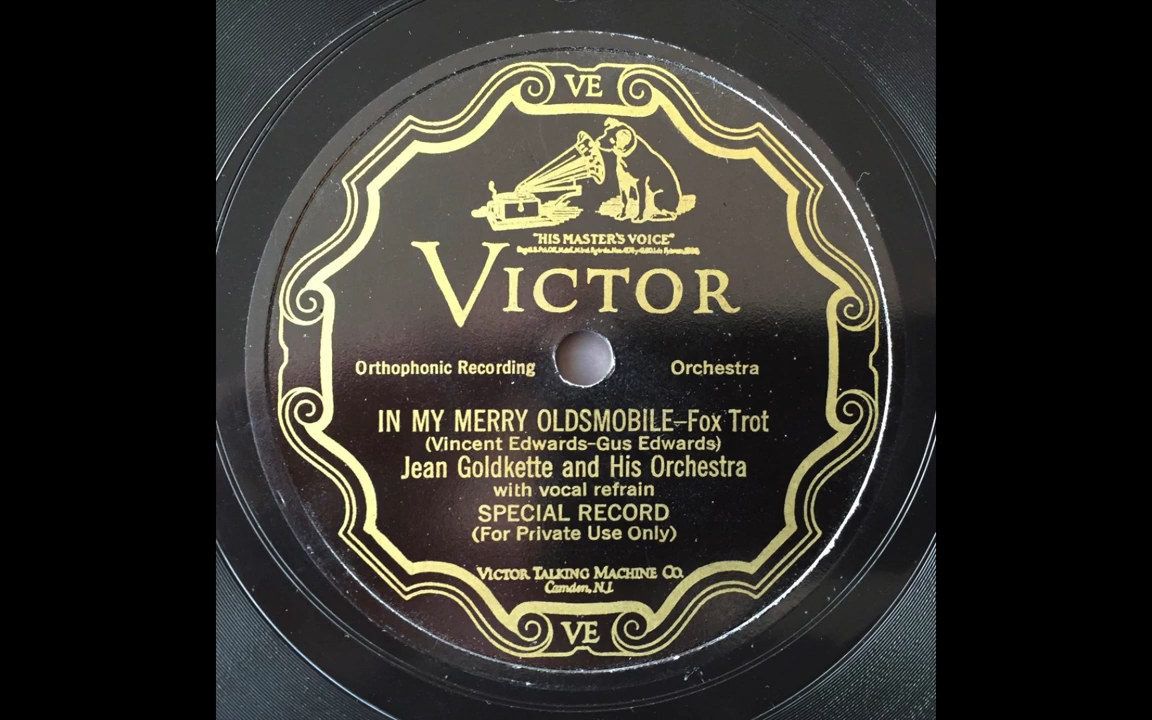 VE
"HIS MASTER'S VOICE"
VICTOR
Orthophonic Recording Orchestra
IN MY MERRY OLDSMOBILE—Fox Trot
(Vincent Edwards-Gus Edwards)
Jean Goldkette and His Orchestra
with vocal refrain
SPECIAL RECORD
(For Private Use Only)
VICTOR TALKING MACHINE CO.
Camden, N.J.
VE